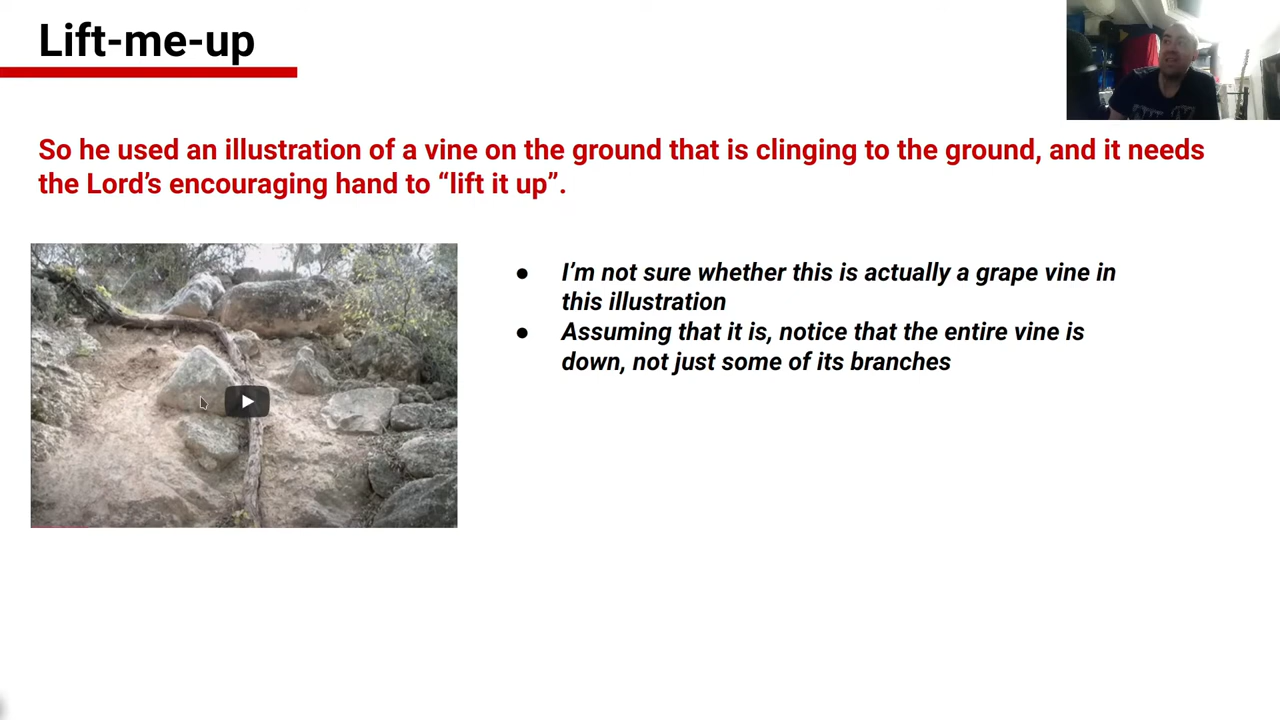 Lift-me-up
So he used an illustration of a vine on the ground that is clinging to the ground, and it needs
the Lord’s encouraging hand to “lift it up”.
● I’m not sure whether this is actually a grape vine in
this illustration
● Assuming that it is, notice that the entire vine is
down, not just some of its branches